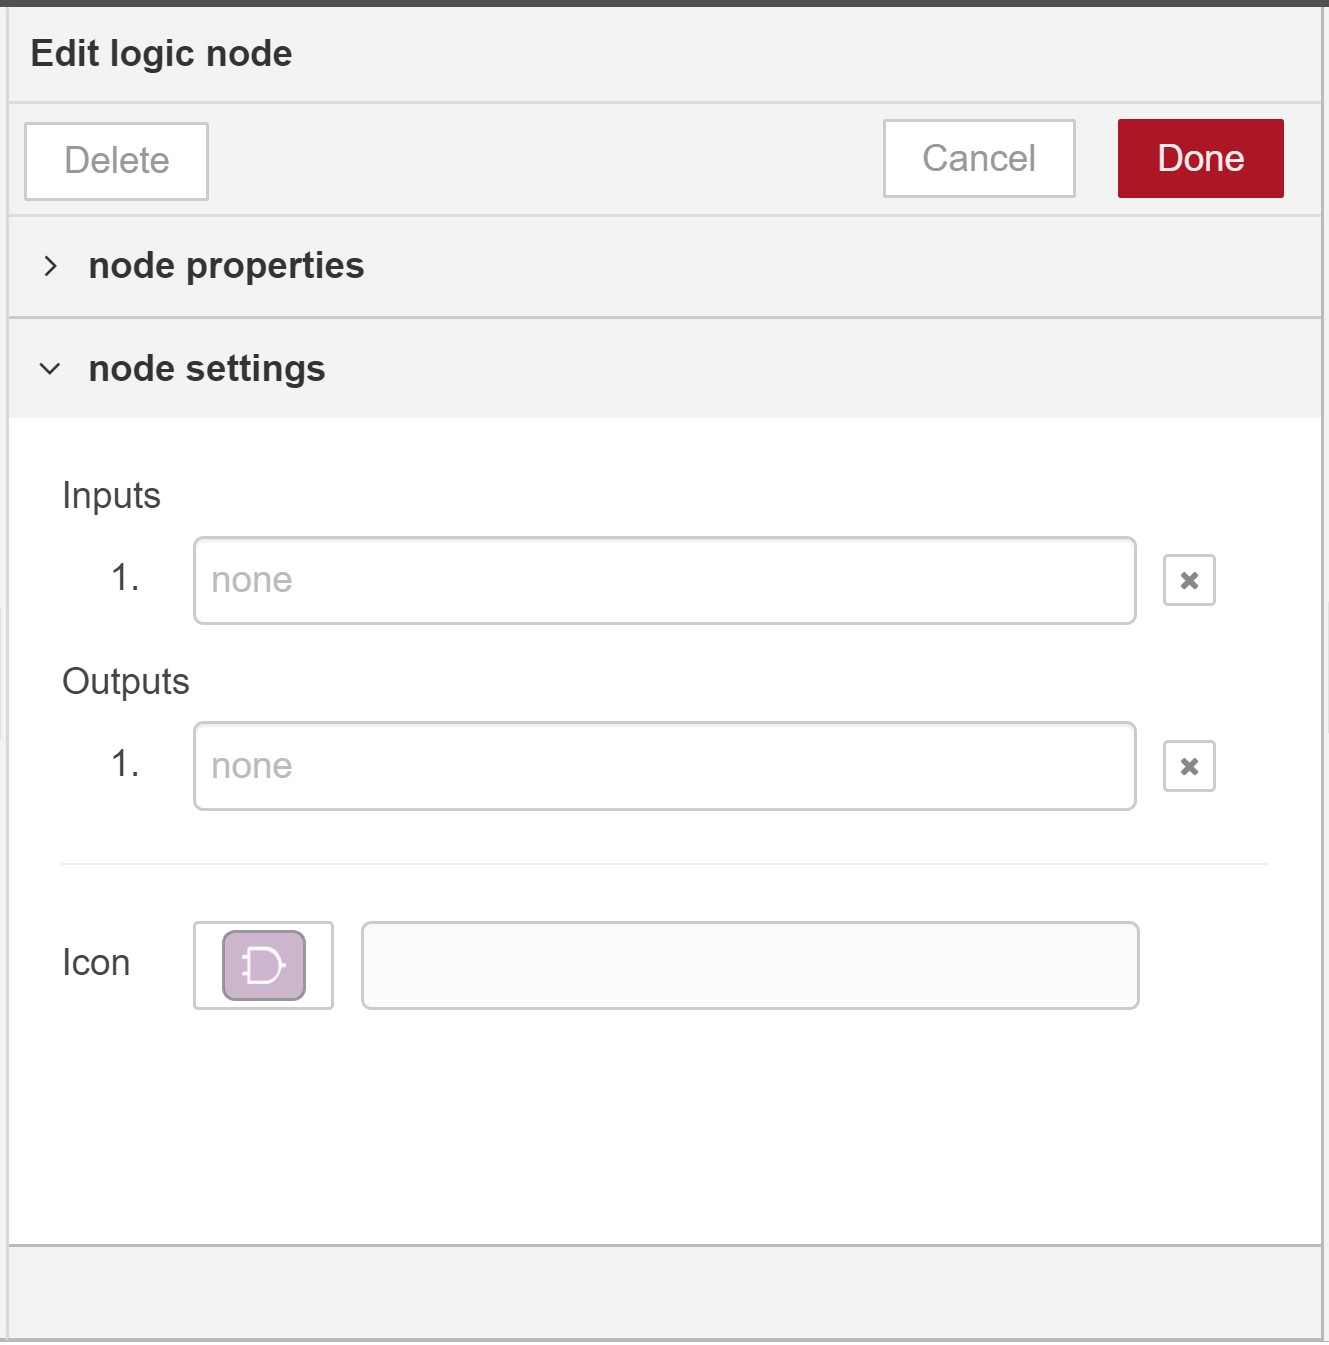 Edit logic node
Delete Cancel Done
node properties
node settings
Inputs
1. none
Outputs
1. none
Icon